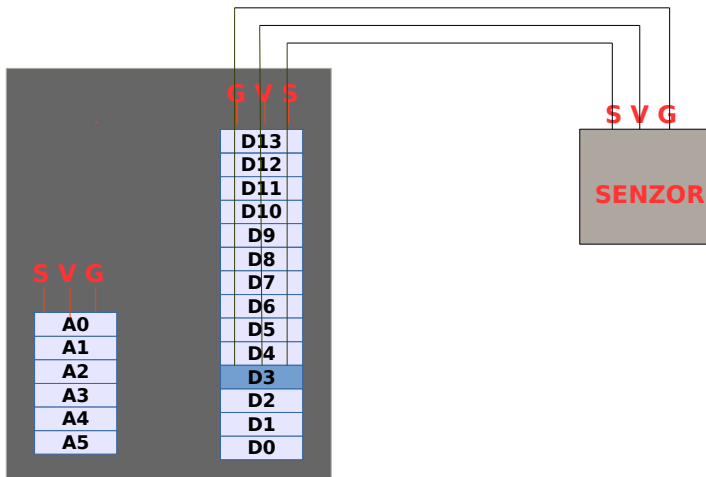 G V S
D13
D12
D11
D10
D9
D8
D7
D6
D5
D4
D3
D2
D1
D0
S V G
A0
A1
A2
A3
A4
A5
S V G
SENZOR